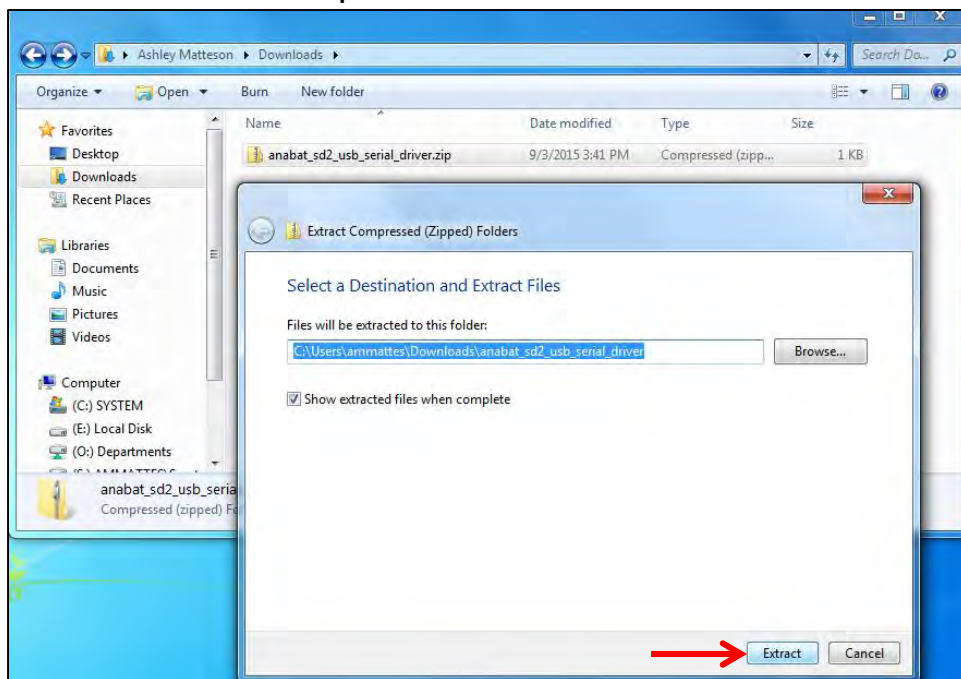 Ashley Matteson Downloads
Search Do...
Organize Open Burn New folder
Favorites
Desktop
Downloads
Recent Places
Libraries
Documents
Music
Pictures
Videos
Computer
(C:) SYSTEM
(E:) Local Disk
(O:) Departments
Name Date modified Type Size
anabat_sd2_usb_serial_driver.zip 9/3/2015 3:41 PM Compressed (zipp... 1 KB
Extract Compressed (Zipped) Folders
Select a Destination and Extract Files
Files will be extracted to this folder:
C:\Users\ammattes\Downloads\anabat_sd2_usb_serial_driver
Browse...
Show extracted files when complete
anabat_sd2_usb_seria
Compressed (zipped) Fo
Extract Cancel